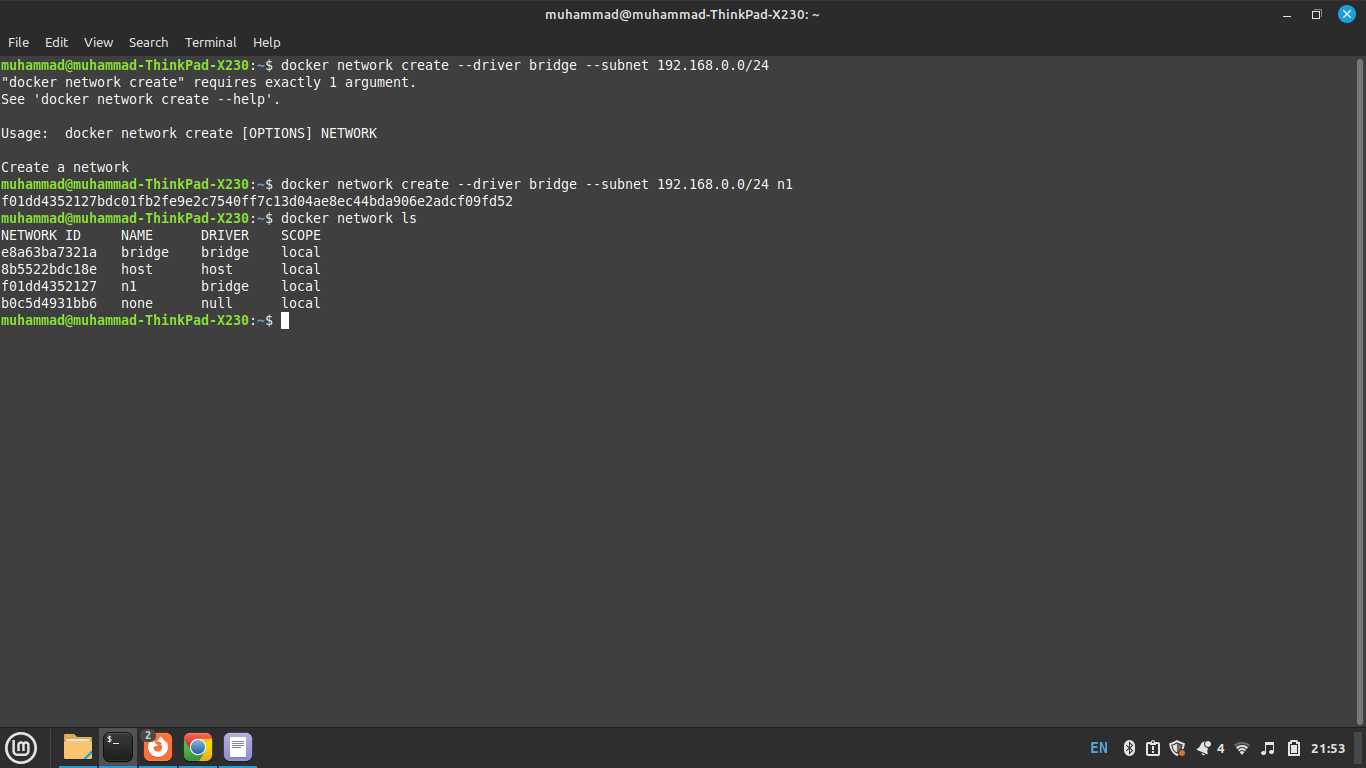 muhammad@muhammad-ThinkPad-X230: ~
File Edit View Search Terminal Help
muhammad@muhammad-ThinkPad-X230:~$ docker network create --driver bridge --subnet 192.168.0.0/24
"docker network create" requires exactly 1 argument.
See 'docker network create --help'.
Usage:  docker network create [OPTIONS] NETWORK
Create a network
muhammad@muhammad-ThinkPad-X230:~$ docker network create --driver bridge --subnet 192.168.0.0/24 n1
f01dd4352127bdc01fb2fe9e2c7540ff7c13d04ae8ec44bda906e2adcf09fd52
muhammad@muhammad-ThinkPad-X230:~$ docker network ls
NETWORK ID     NAME      DRIVER    SCOPE
e8a63ba7321a   bridge    bridge    local
8b5522bdc18e   host      host      local
f01dd4352127   n1        bridge    local
b0c5d4931bb6   none      null      local
muhammad@muhammad-ThinkPad-X230:~$
$_ 2 EN 4 21:53